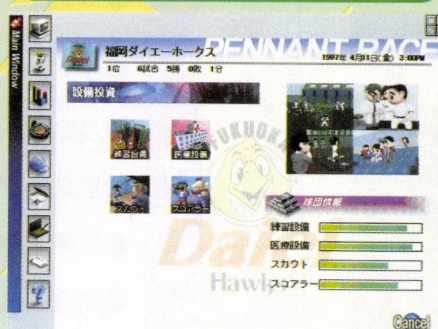 Main Window
PENNANT RACE
福岡ダイエーホークス
1位 6試合 5勝 0敗 1分
1997年 4月11日(金) 3:00PM
設備投資
練習設備
医療設備
スカウト
スコアラー
FUKUOKA
Daiei
Hawks
球団情報
練習設備
医療設備
スカウト
スコアラー
Cancel